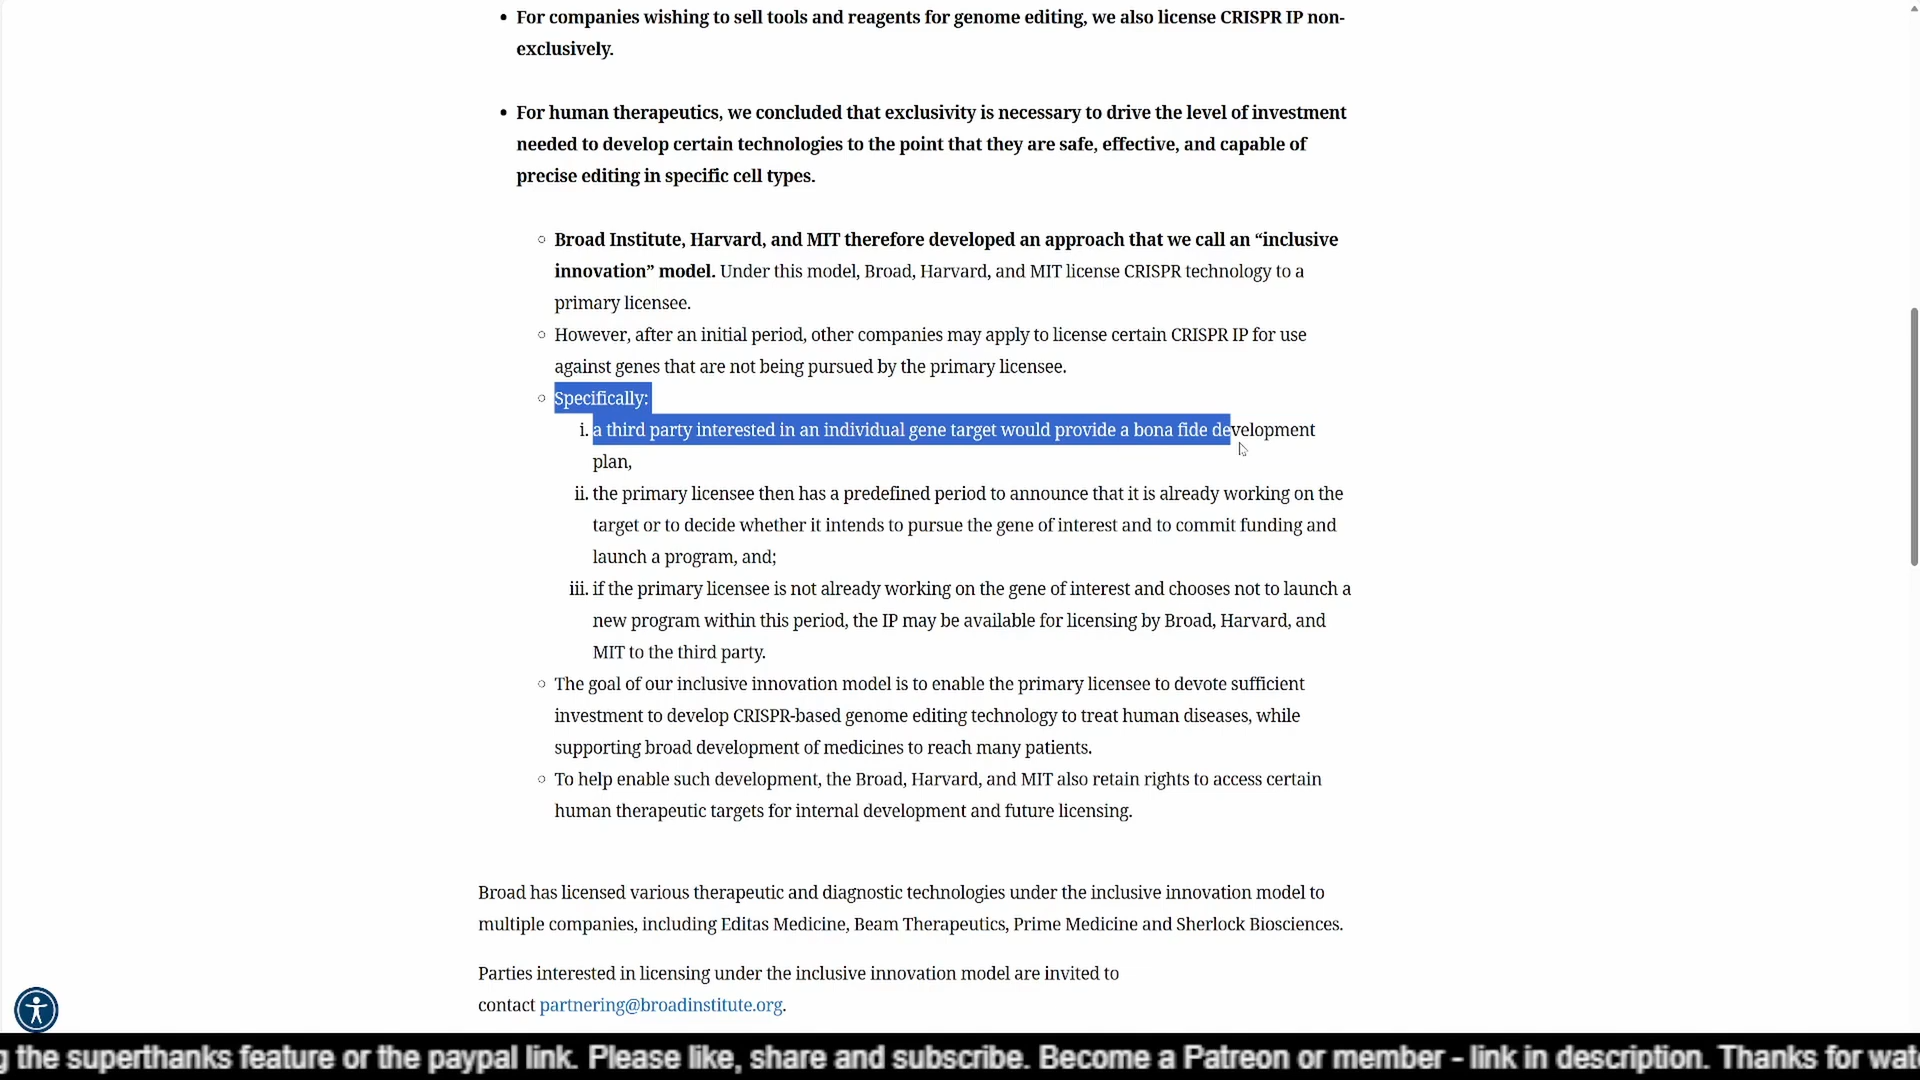 • For companies wishing to sell tools and reagents for genome editing, we also license CRISPR IP non-
exclusively.
• For human therapeutics, we concluded that exclusivity is necessary to drive the level of investment
needed to develop certain technologies to the point that they are safe, effective, and capable of
precise editing in specific cell types.
○ Broad Institute, Harvard, and MIT therefore developed an approach that we call an “inclusive
innovation” model. Under this model, Broad, Harvard, and MIT license CRISPR technology to a
primary licensee.
○ However, after an initial period, other companies may apply to license certain CRISPR IP for use
against genes that are not being pursued by the primary licensee.
○ Specifically:
i. a third party interested in an individual gene target would provide a bona fide development
plan,
ii. the primary licensee then has a predefined period to announce that it is already working on the
target or to decide whether it intends to pursue the gene of interest and to commit funding and
launch a program, and;
iii. if the primary licensee is not already working on the gene of interest and chooses not to launch a
new program within this period, the IP may be available for licensing by Broad, Harvard, and
MIT to the third party.
○ The goal of our inclusive innovation model is to enable the primary licensee to devote sufficient
investment to develop CRISPR-based genome editing technology to treat human diseases, while
supporting broad development of medicines to reach many patients.
○ To help enable such development, the Broad, Harvard, and MIT also retain rights to access certain
human therapeutic targets for internal development and future licensing.
Broad has licensed various therapeutic and diagnostic technologies under the inclusive innovation model to
multiple companies, including Editas Medicine, Beam Therapeutics, Prime Medicine and Sherlock Biosciences.
Parties interested in licensing under the inclusive innovation model are invited to
contact partnering@broadinstitute.org.
g the superthanks feature or the paypal link. Please like, share and subscribe. Become a Patreon or member - link in description. Thanks for wat